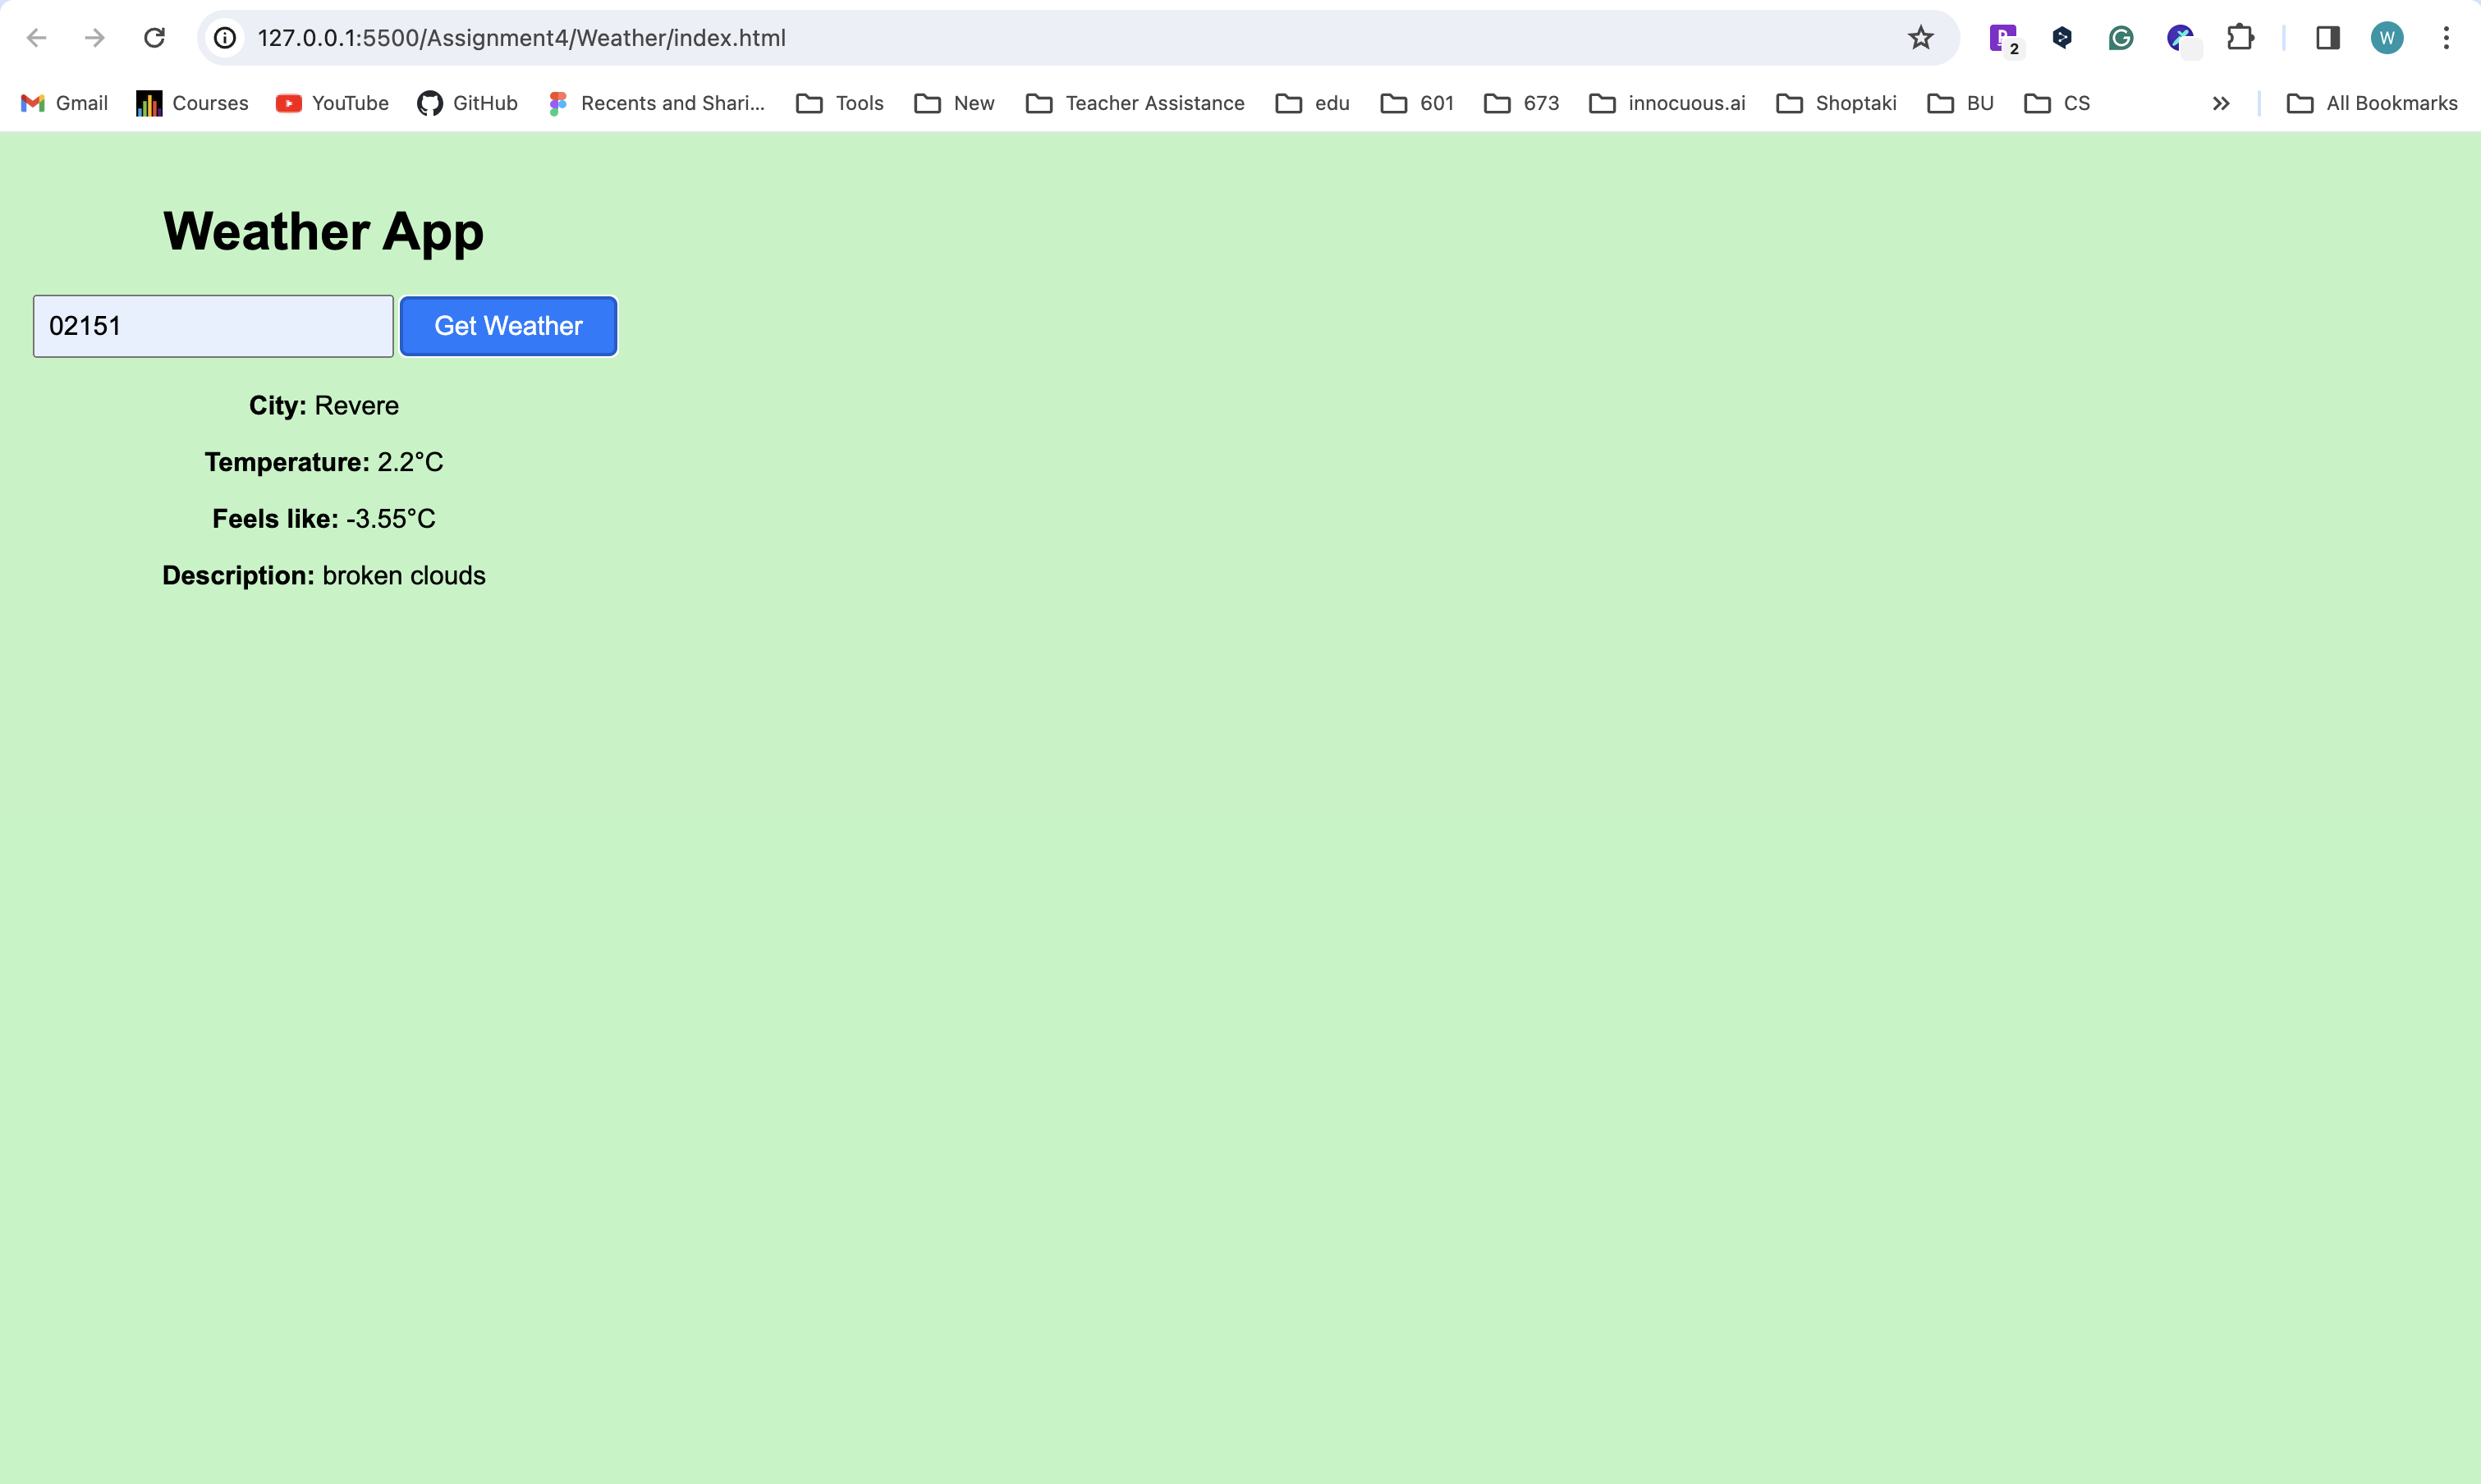 127.0.0.1:5500/Assignment4/Weather/index.html
2
W
Gmail Courses YouTube GitHub Recents and Shari... Tools New Teacher Assistance edu 601 673 innocuous.ai Shoptaki BU CS All Bookmarks
Weather App
02151 Get Weather
City: Revere
Temperature: 2.2°C
Feels like: -3.55°C
Description: broken clouds